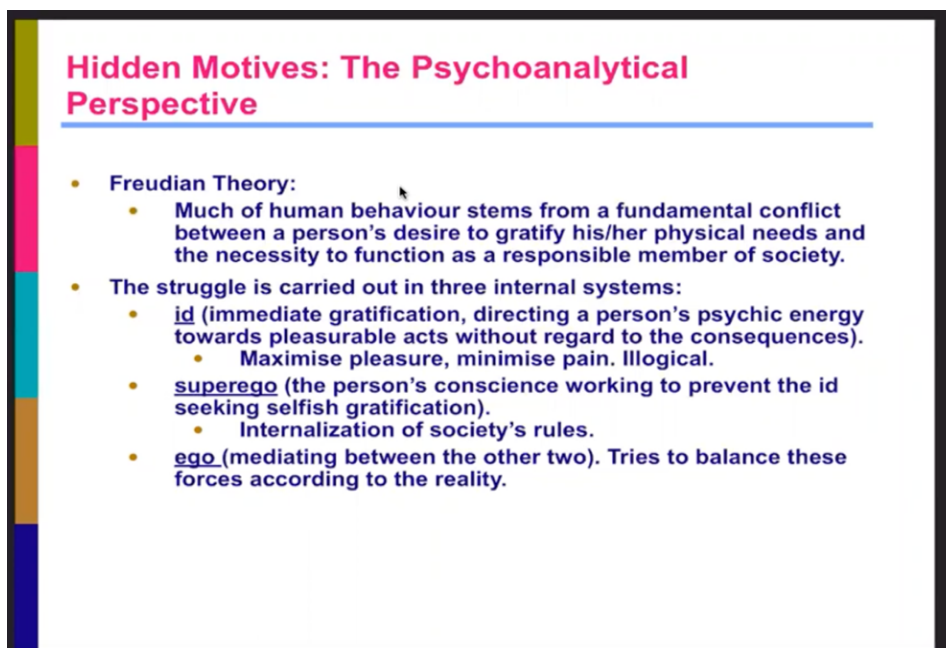 Hidden Motives: The Psychoanalytical
Perspective
• Freudian Theory:
• Much of human behaviour stems from a fundamental conflict
between a person's desire to gratify his/her physical needs and
the necessity to function as a responsible member of society.
• The struggle is carried out in three internal systems:
• id (immediate gratification, directing a person's psychic energy
towards pleasurable acts without regard to the consequences).
• Maximise pleasure, minimise pain. Illogical.
• superego (the person's conscience working to prevent the id
seeking selfish gratification).
• Internalization of society's rules.
• ego (mediating between the other two). Tries to balance these
forces according to the reality.